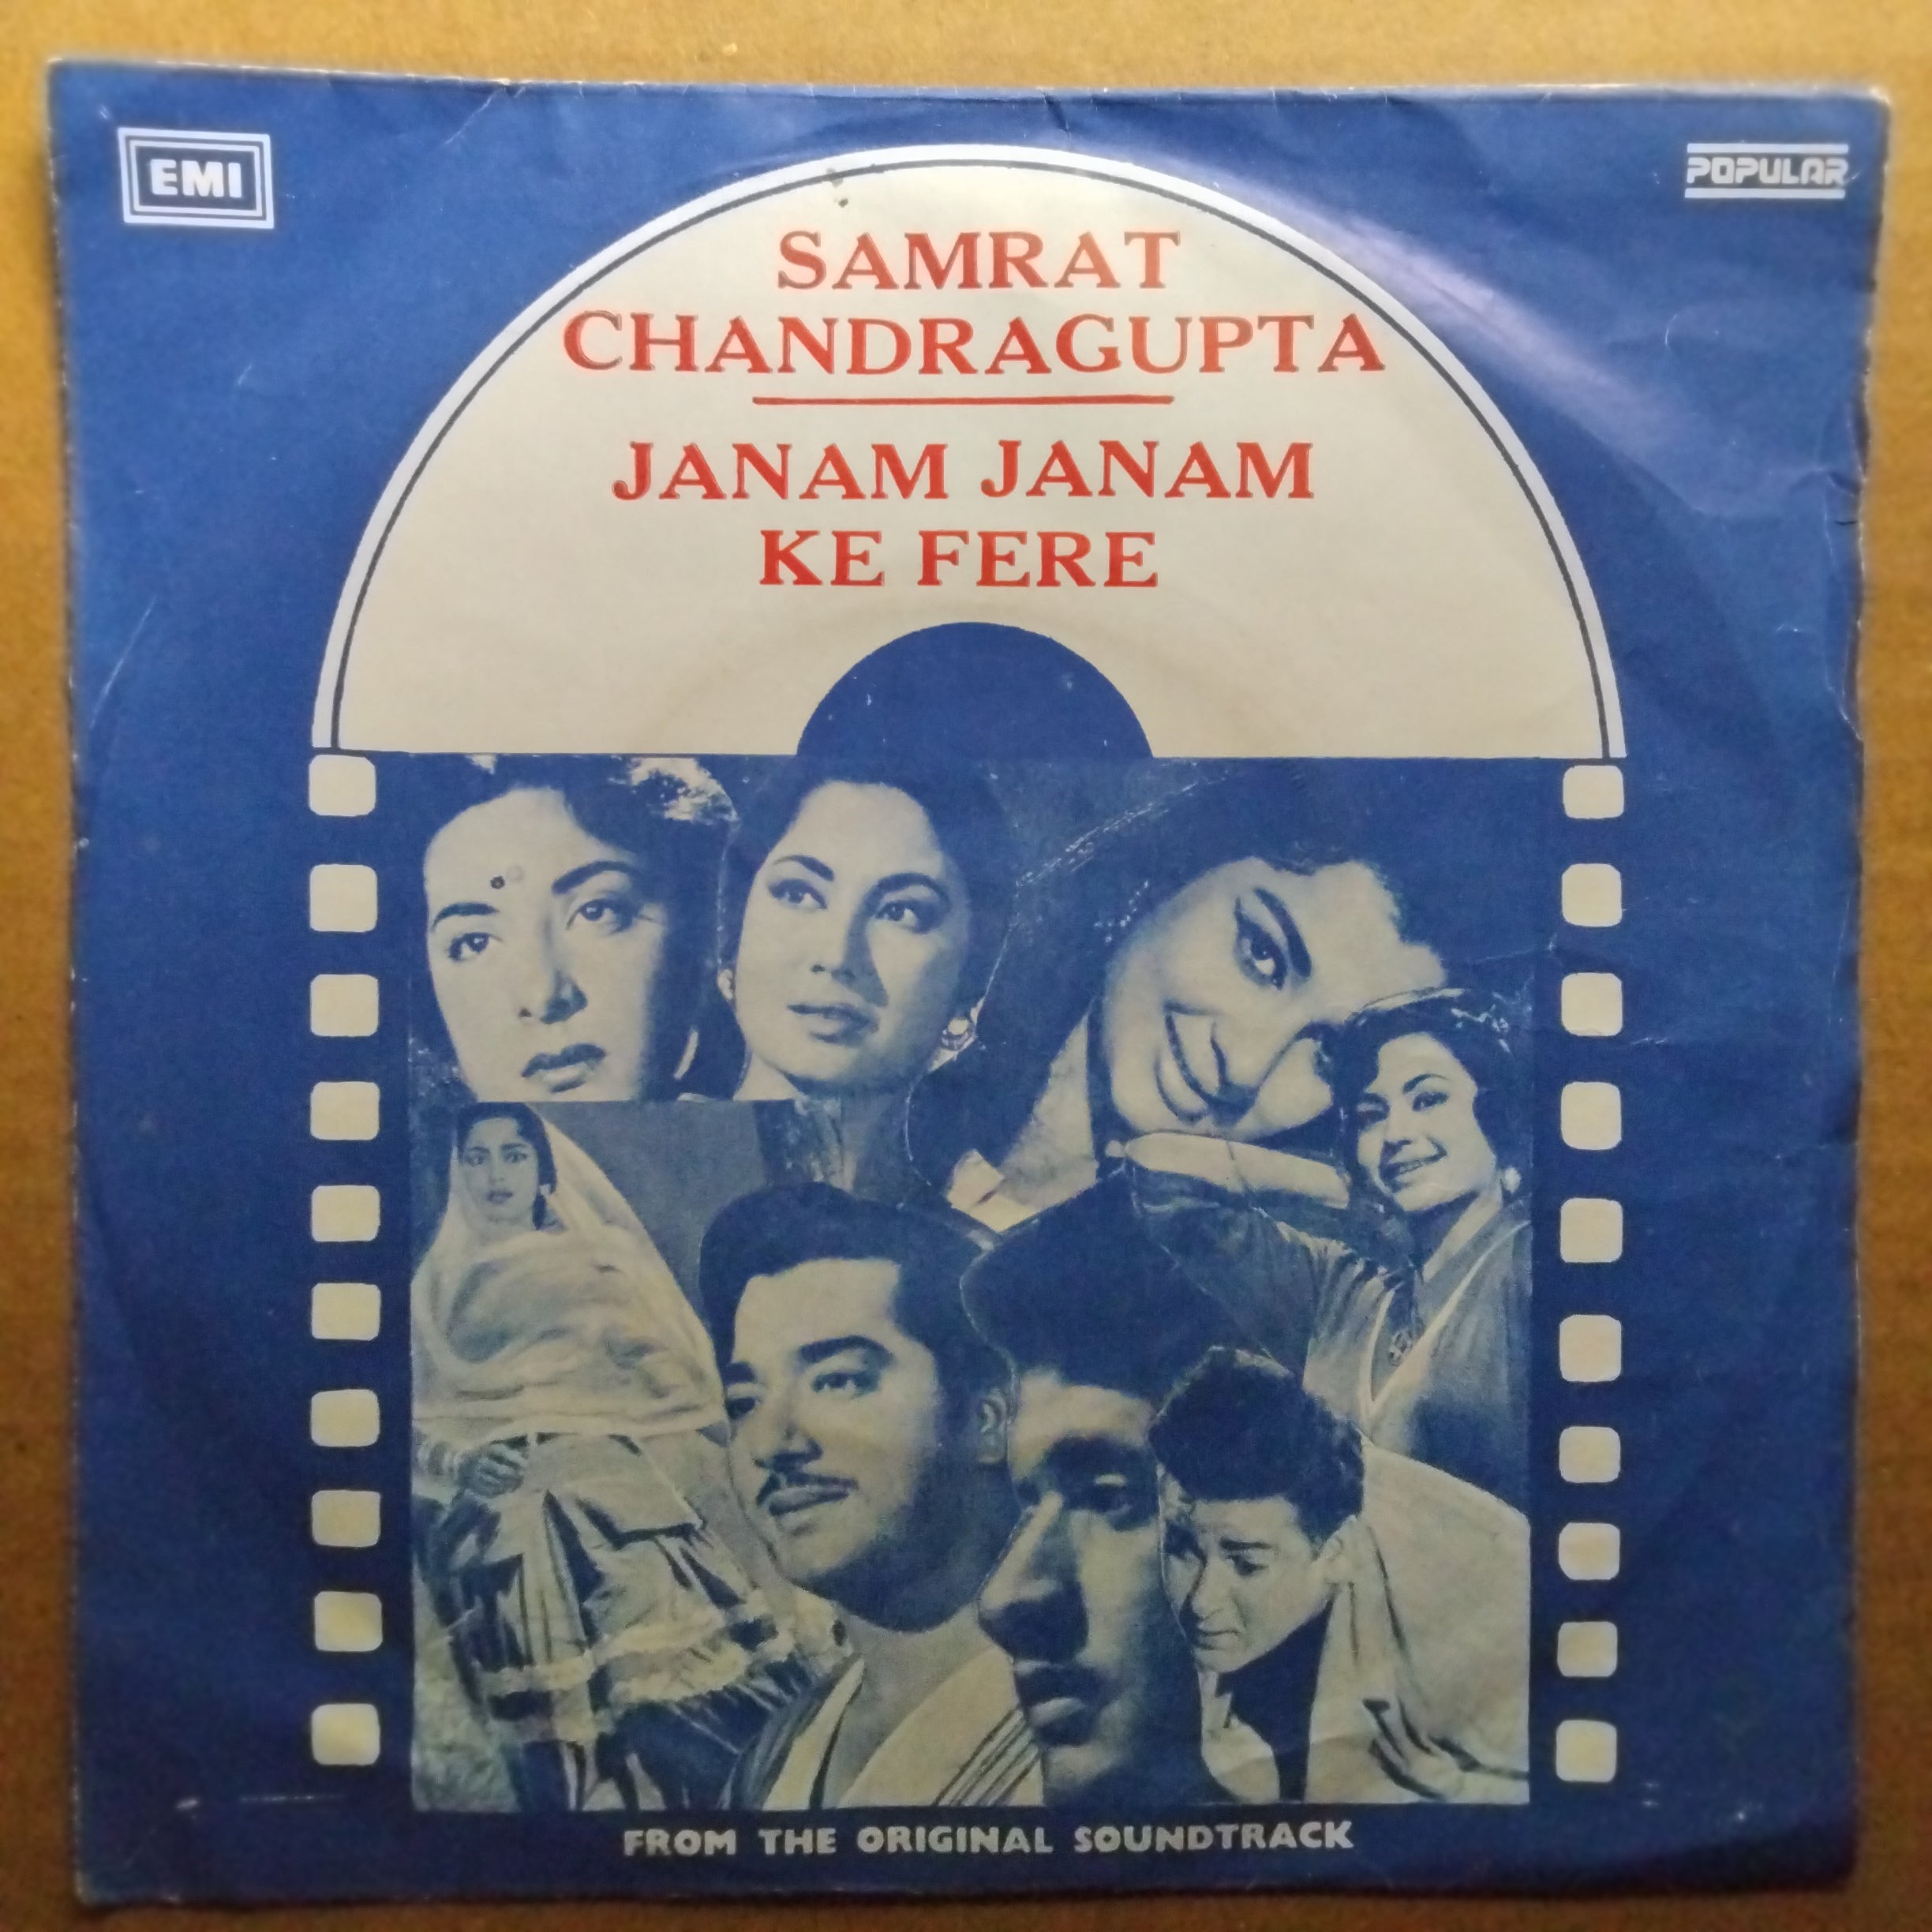 EMI
POPULAR
SAMRAT
CHANDRAGUPTA
JANAM JANAM
KE FERE
FROM THE ORIGINAL SOUNDTRACK